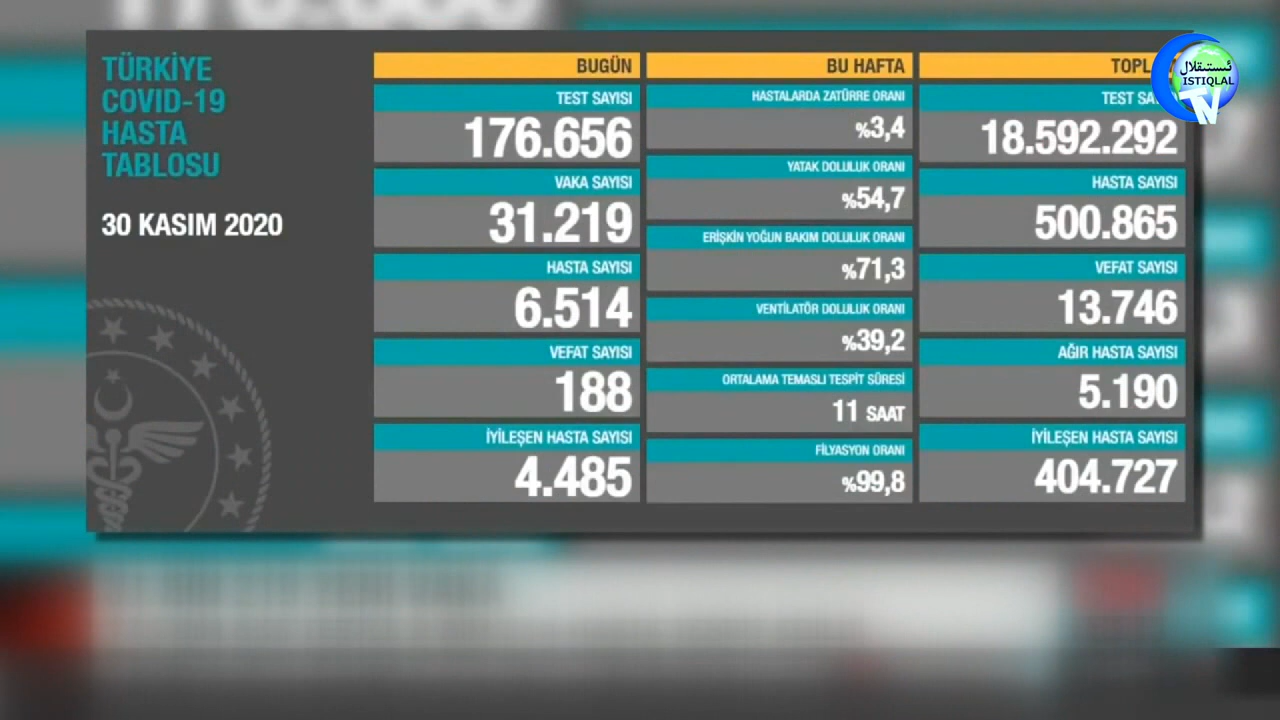 TÜRKİYE
COVID-19
HASTA
TABLOSU
30 KASIM 2020
BUGÜN
TEST SAYISI
176.656
VAKA SAYISI
31.219
HASTA SAYISI
6.514
VEFAT SAYISI
188
İYİLEŞEN HASTA SAYISI
4.485
BU HAFTA
HASTALARDA ZATÜRRE ORANI
%3,4
YATAK DOLULUK ORANI
%54,7
ERİŞKİN YOĞUN BAKIM DOLULUK ORANI
%71,3
VENTİLATÖR DOLULUK ORANI
%39,2
ORTALAMA TEMASLI TESPİT SÜRESİ
11 SAAT
FİLYASYON ORANI
%99,8
TOPL
TEST SA
18.592.292
HASTA SAYISI
500.865
VEFAT SAYISI
13.746
AĞIR HASTA SAYISI
5.190
İYİLEŞEN HASTA SAYISI
404.727
ئىستىقلال
ISTIQLAL
TV